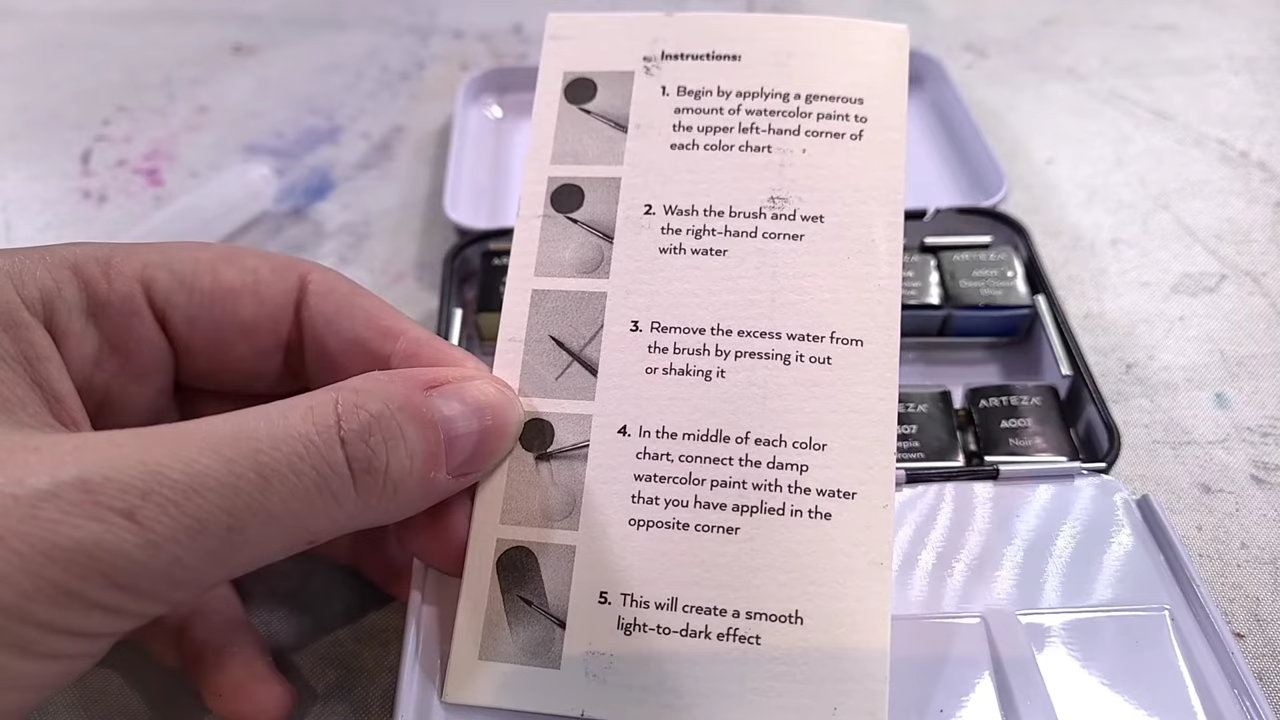 Instructions:
1. Begin by applying a generous
amount of watercolor paint to
the upper left-hand corner of
each color chart
2. Wash the brush and wet
the right-hand corner
with water
3. Remove the excess water from
the brush by pressing it out
or shaking it
4. In the middle of each color
chart, connect the damp
watercolor paint with the water
that you have applied in the
opposite corner
5. This will create a smooth
light-to-dark effect
ARTEZA
ARTEZA
A001
Noir